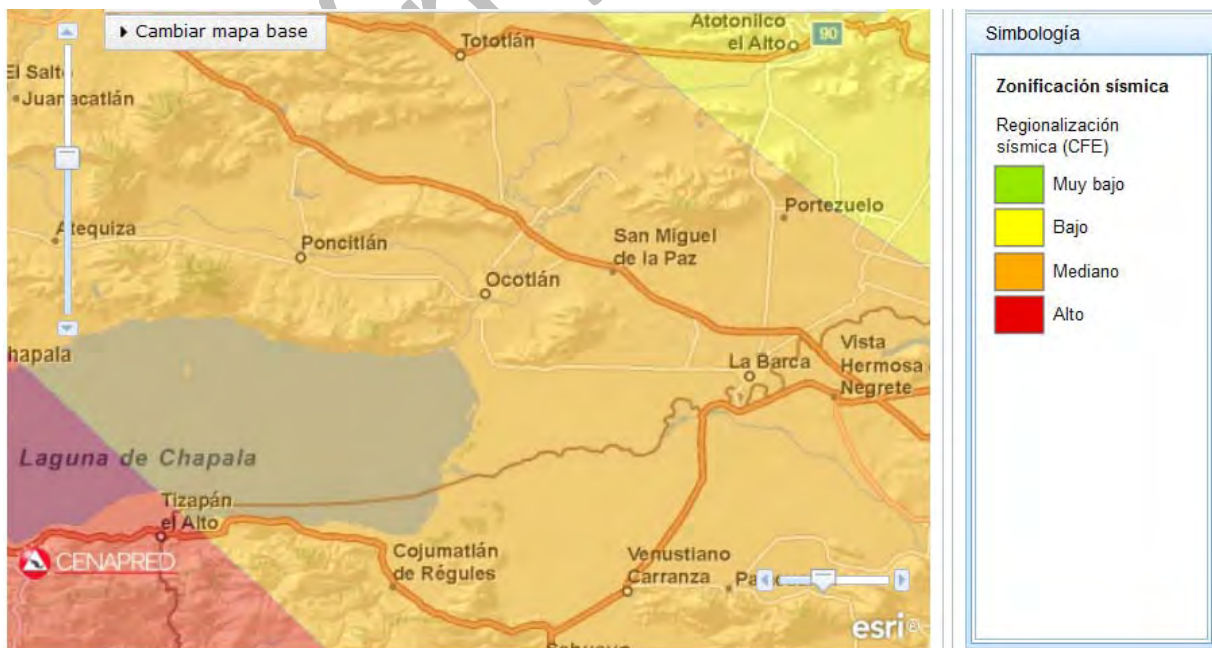 Cambiar mapa base
Atotonilco
el Alto
90
Tototlán
El Salto
Juanacatlán
Portezuelo
Atequiza
Poncitlán
San Miguel
de la Paz
Ocotlán
hapala
La Barca
Vista
Hermosa
Negrete
Laguna de Chapala
Tizapán
el Alto
CENAPRED
Cojumatlán
de Régules
Venustiano
Carranza
esri
Simbología
Zonificación sísmica
Regionalización
sísmica (CFE)
Muy bajo
Bajo
Mediano
Alto